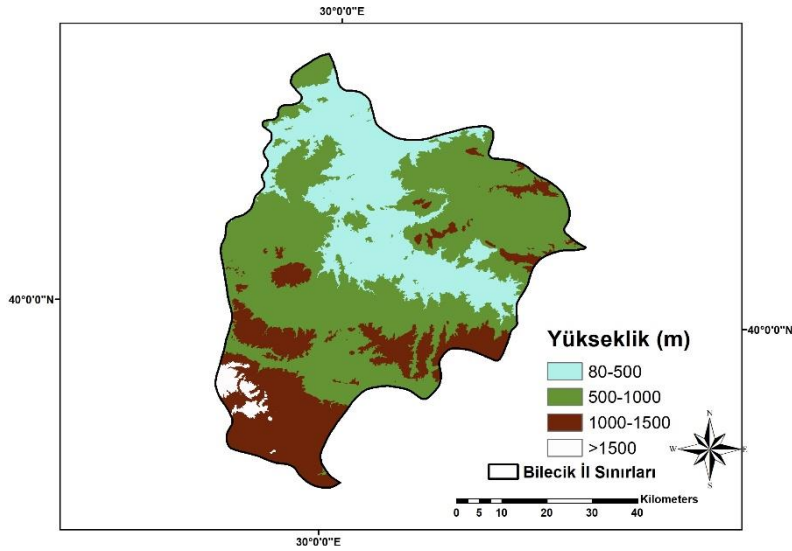 30°0'0"E
40°0'0"N
40°0'0"N
Yükseklik (m)
80-500
500-1000
1000-1500
>1500
Bilecik İl Sınırları
N
W
E
S
Kilometers
0 5 10 20 30 40
30°0'0"E